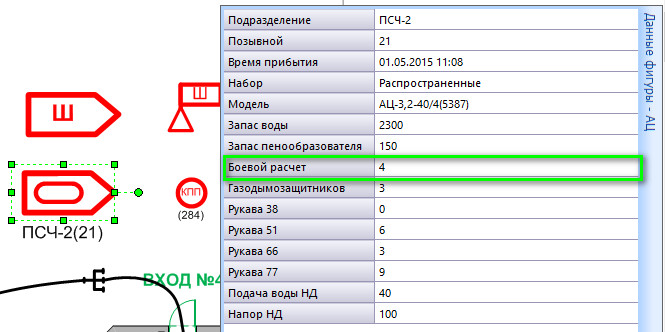 Подразделение ПСЧ-2
Позывной 21
Время прибытия 01.05.2015 11:08
Набор Распространенные
Модель АЦ-3,2-40/4(5387)
Запас воды 2300
Запас пенообразователя 150
Боевой расчет 4
Газодымозащитников 3
Рукава 38 0
Рукава 51 6
Рукава 66 3
Рукава 77 9
Подача воды НД 40
Напор НД 100
Данные фигуры - АЦ
Ш
Ш
КПП
(284)
ПСЧ-2(21)
ВХОД №4